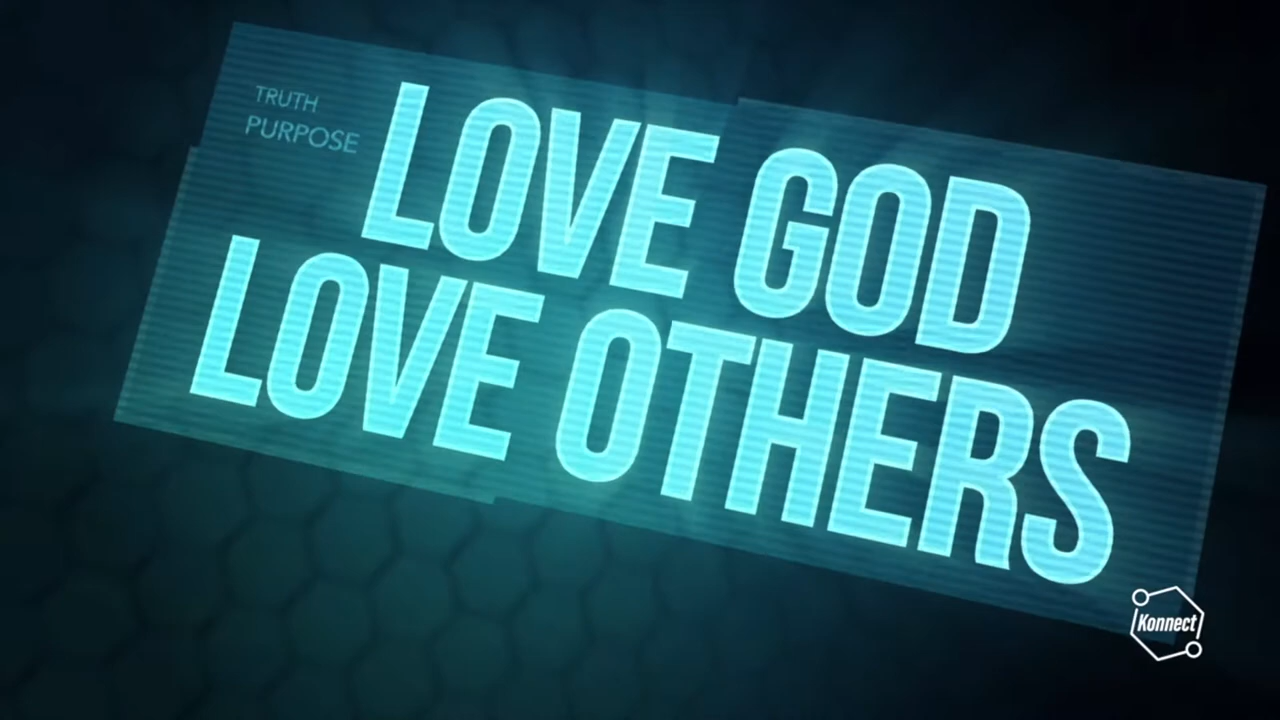 TRUTH
PURPOSE
LOVE GOD
LOVE OTHERS
Konnect